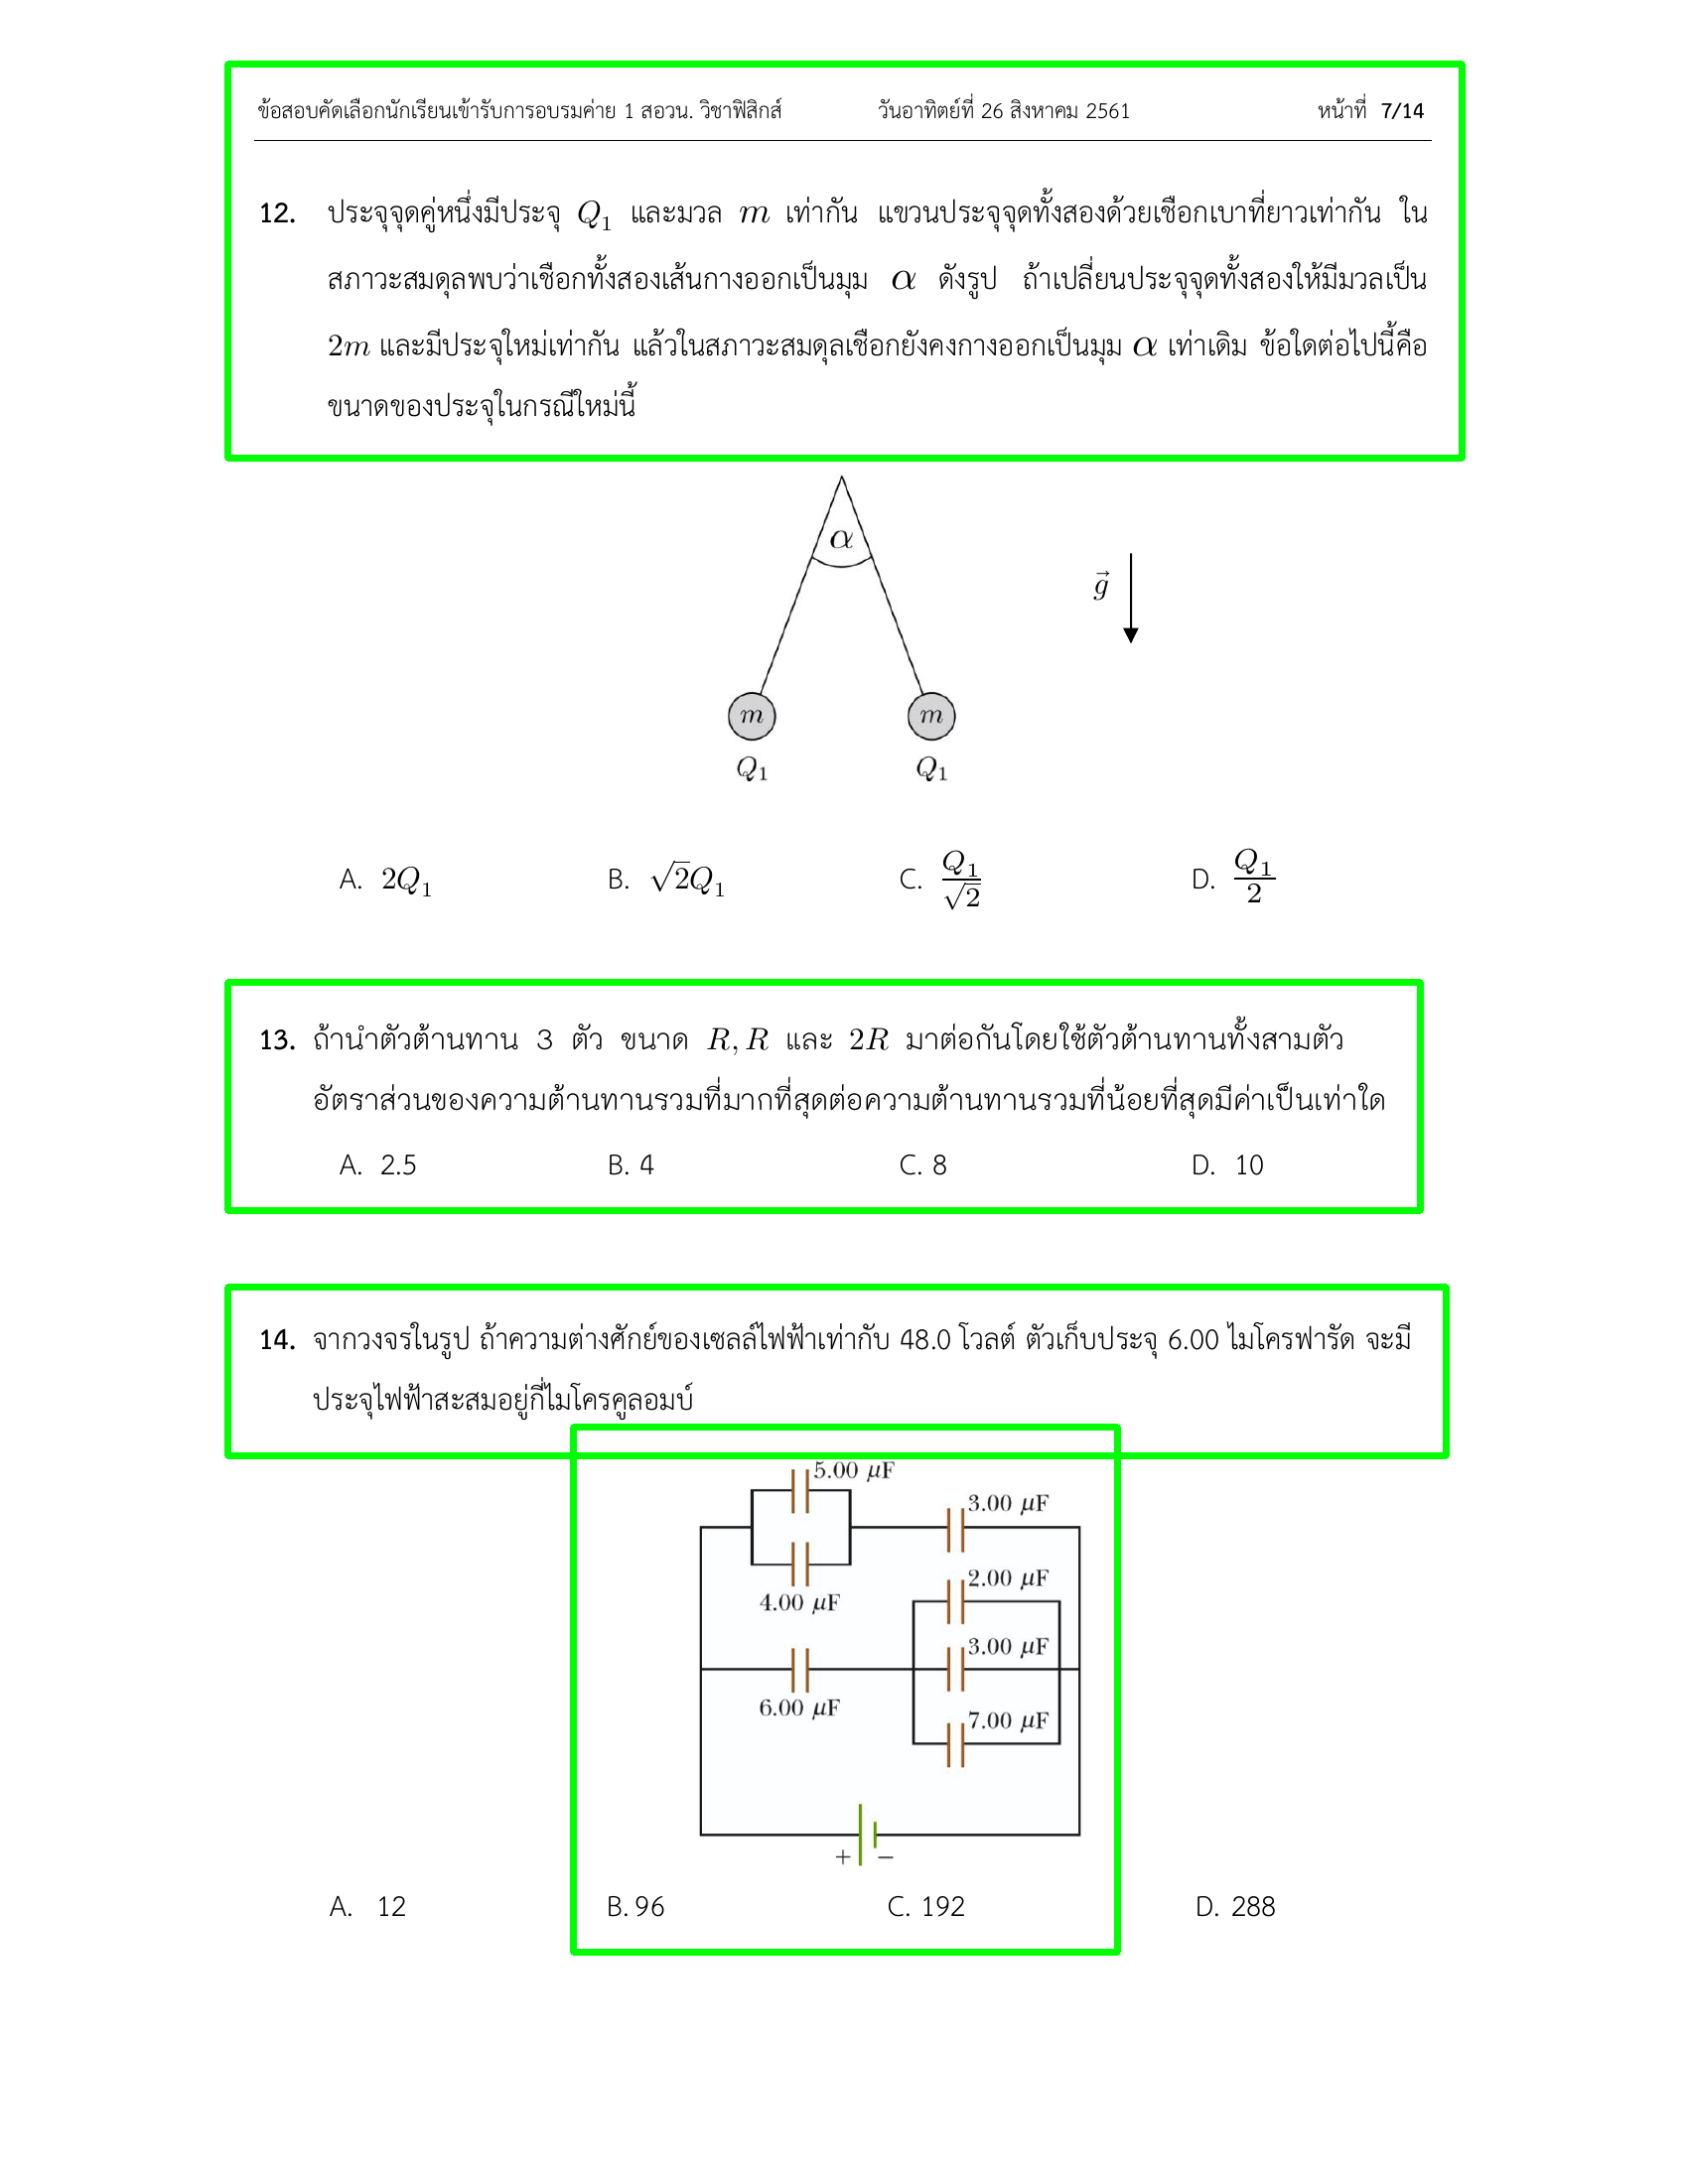 ข้อสอบคัดเลือกนักเรียนเข้ารับการอบรมค่าย 1 สอวน. วิชาฟิสิกส์ วันอาทิตย์ที่ 26 สิงหาคม 2561 หน้าที่ 7/14
12. ประจุจุดคู่หนึ่งมีประจุ Q₁ และมวล m เท่ากัน แขวนประจุจุดทั้งสองด้วยเชือกเบาที่ยาวเท่ากัน ใน
สภาวะสมดุลพบว่าเชือกทั้งสองเส้นกางออกเป็นมุม α ดังรูป ถ้าเปลี่ยนประจุจุดทั้งสองให้มีมวลเป็น
2m และมีประจุใหม่เท่ากัน แล้วในสภาวะสมดุลเชือกยังคงกางออกเป็นมุม α เท่าเดิม ข้อใดต่อไปนี้คือ
ขนาดของประจุในกรณีใหม่นี้
α
g⃗
m m
Q₁ Q₁
A. 2Q₁ B. √2Q₁ C. Q₁/√2 D. Q₁/2
13. ถ้านำตัวต้านทาน 3 ตัว ขนาด R, R และ 2R มาต่อกันโดยใช้ตัวต้านทานทั้งสามตัว
อัตราส่วนของความต้านทานรวมที่มากที่สุดต่อความต้านทานรวมที่น้อยที่สุดมีค่าเป็นเท่าใด
A. 2.5 B. 4 C. 8 D. 10
14. จากวงจรในรูป ถ้าความต่างศักย์ของเซลล์ไฟฟ้าเท่ากับ 48.0 โวลต์ ตัวเก็บประจุ 6.00 ไมโครฟารัด จะมี
ประจุไฟฟ้าสะสมอยู่กี่ไมโครคูลอมบ์
5.00 μF
3.00 μF
2.00 μF
4.00 μF
3.00 μF
6.00 μF
7.00 μF
+ −
A. 12 B. 96 C. 192 D. 288